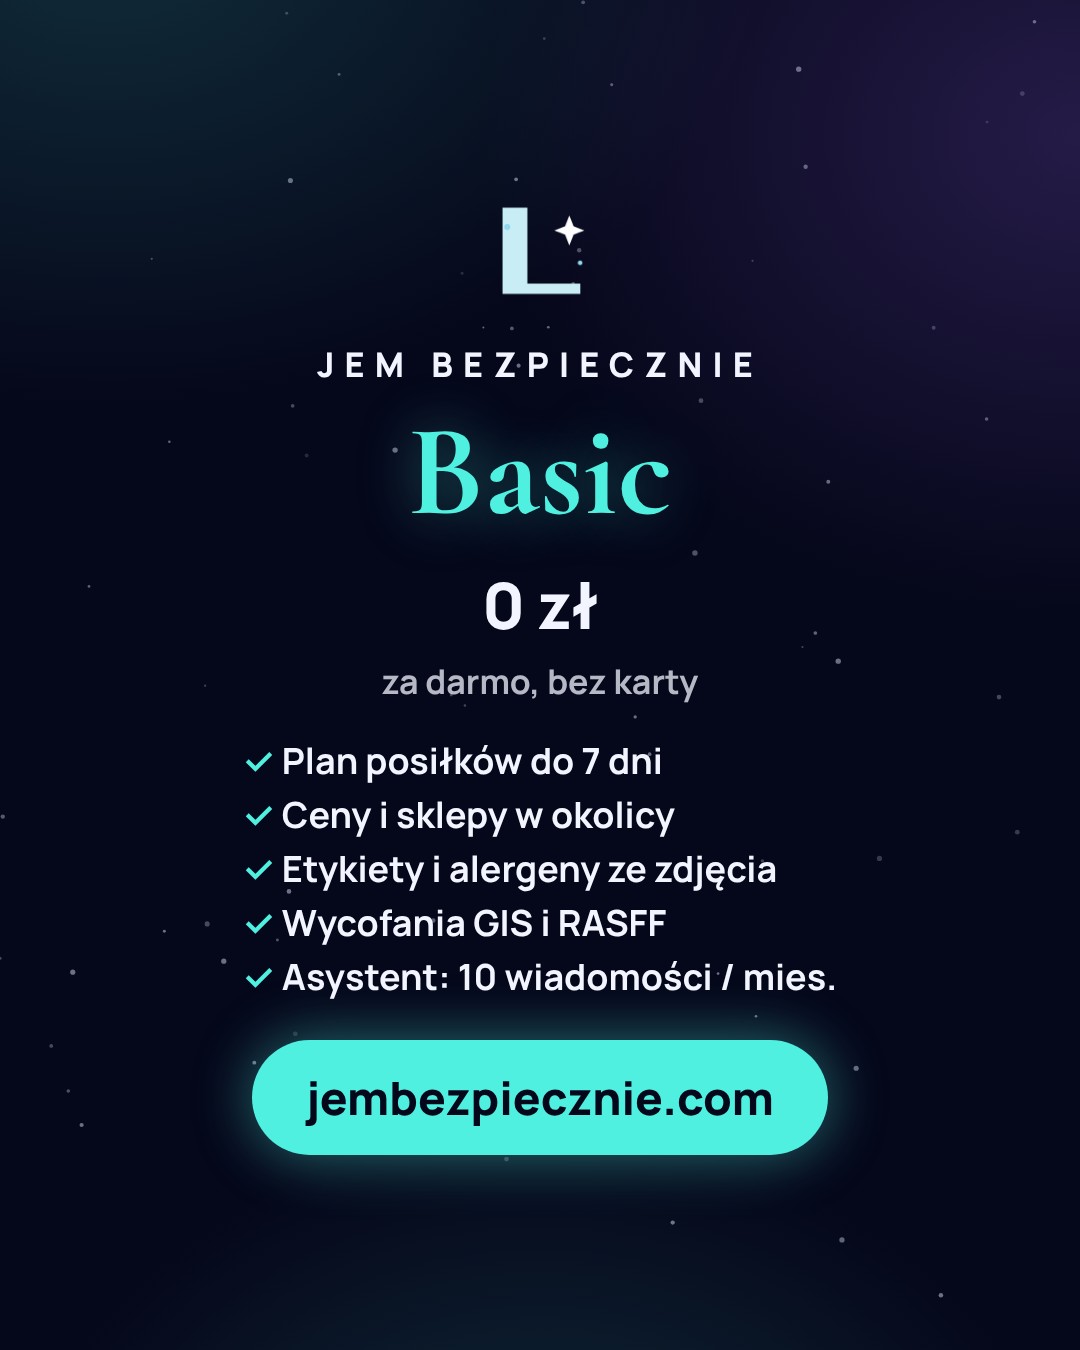 L
JEM BEZPIECZNIE
Basic
0 zł
za darmo, bez karty
Plan posiłków do 7 dni
Ceny i sklepy w okolicy
Etykiety i alergeny ze zdjęcia
Wycofania GIS i RASFF
Asystent: 10 wiadomości / mies.
jembezpiecznie.com